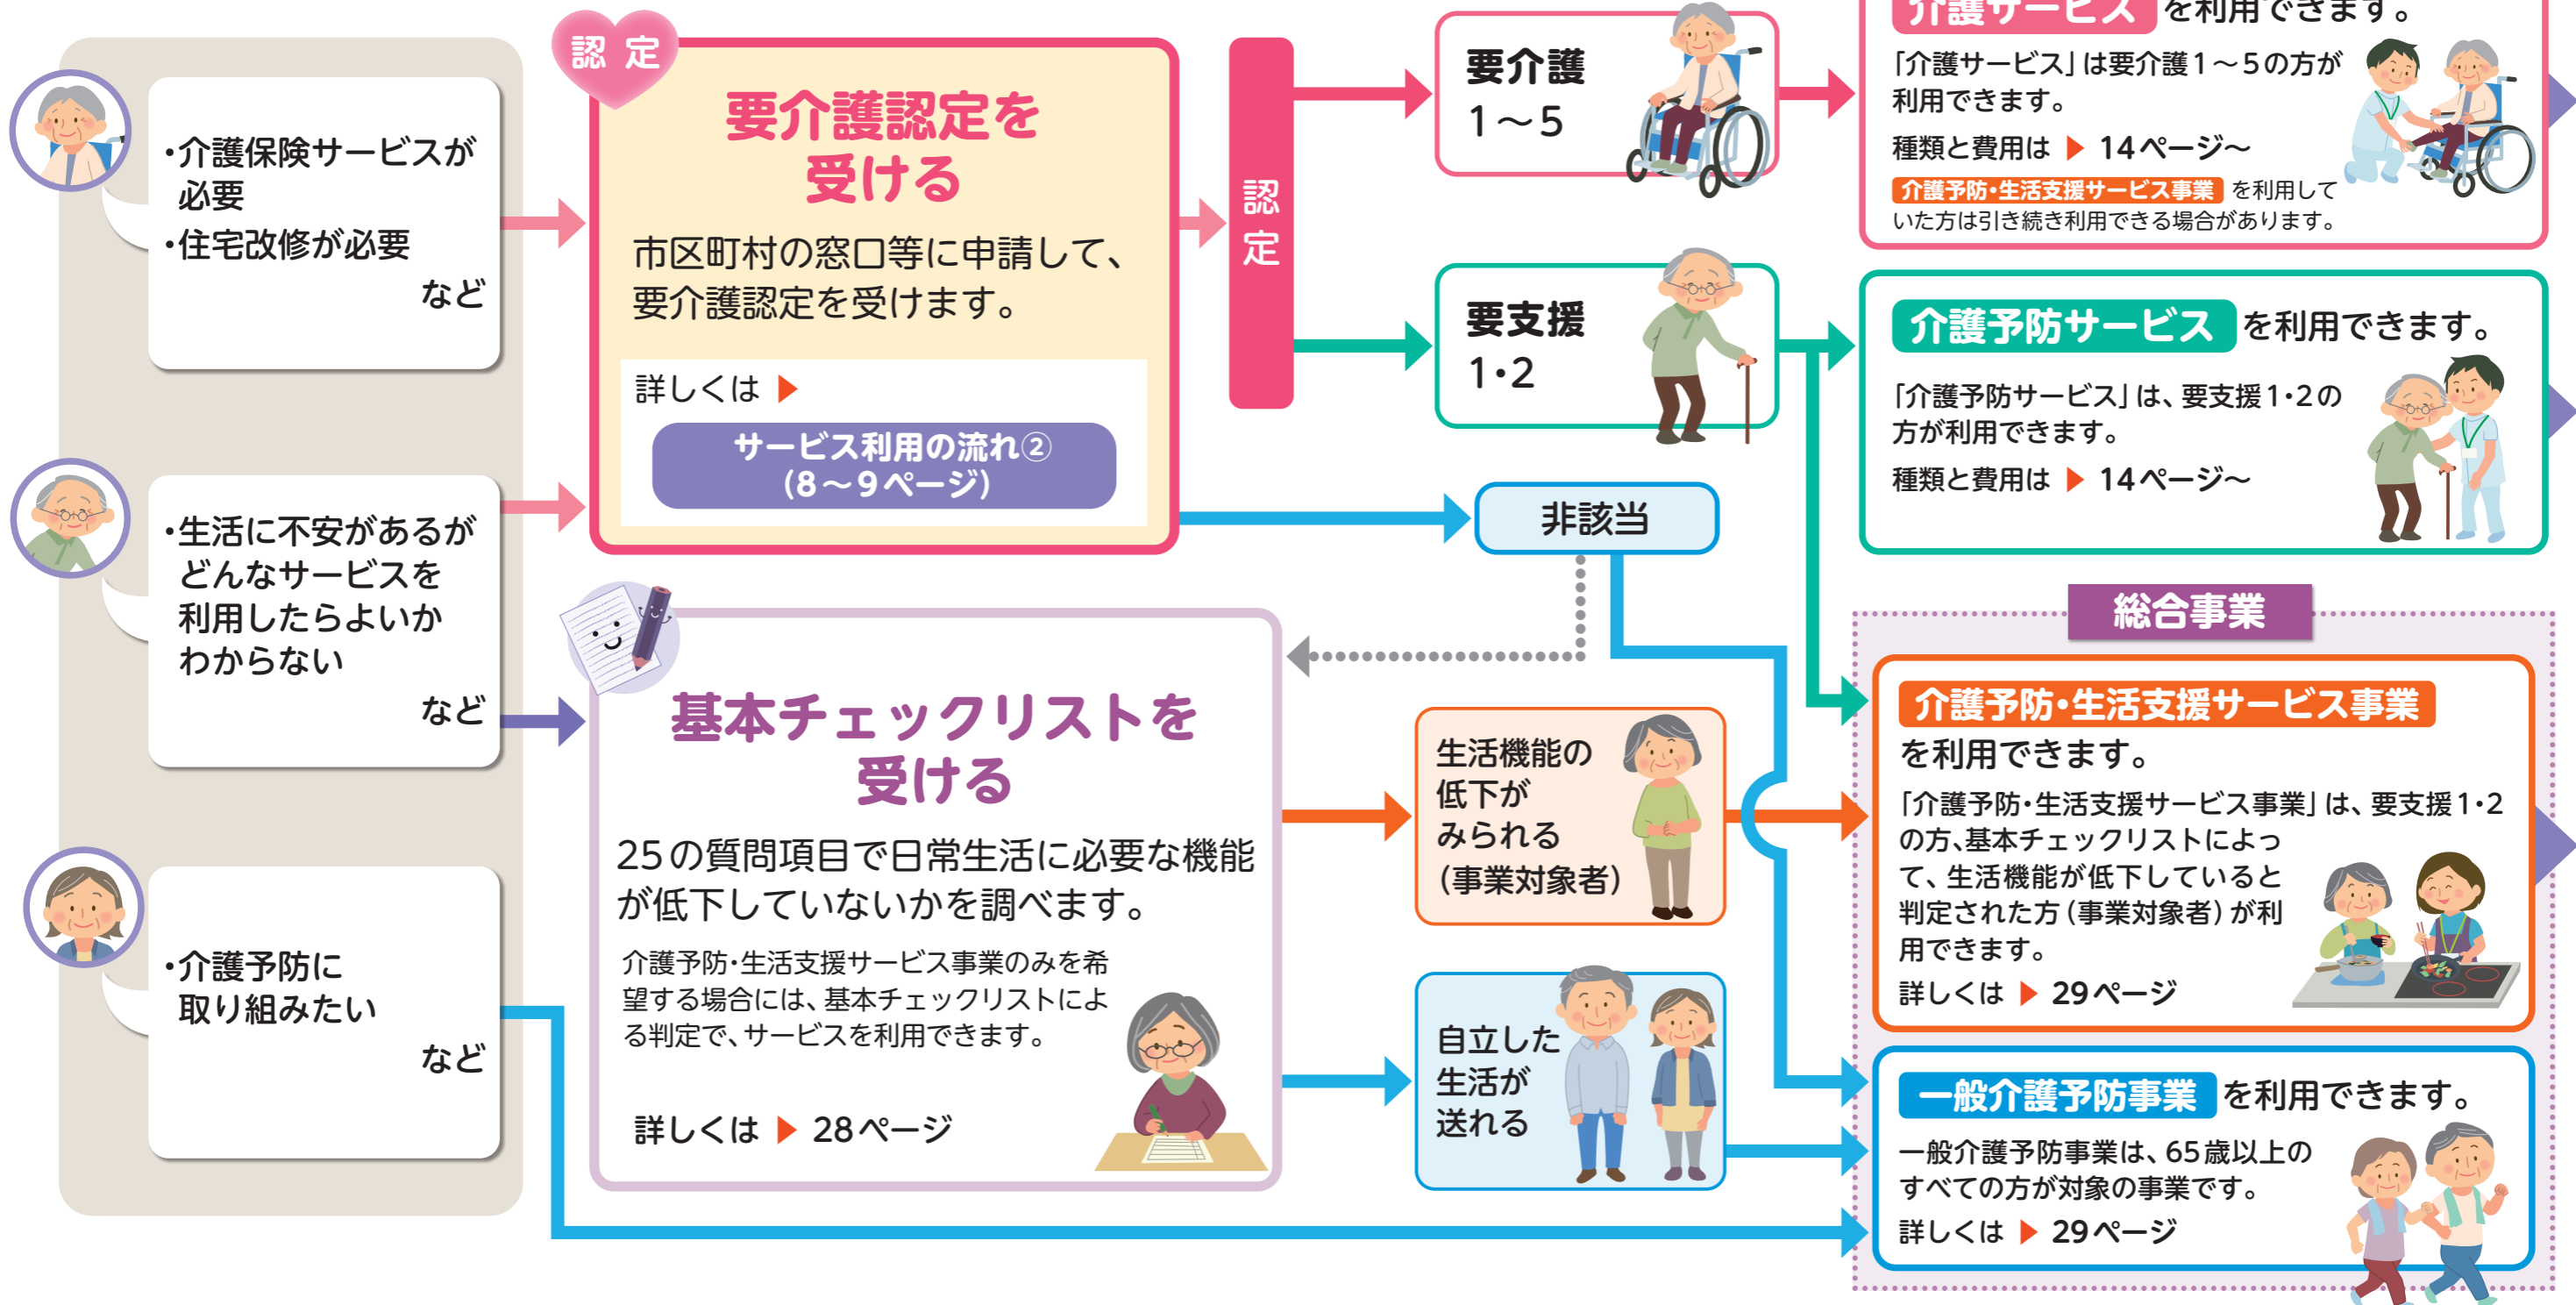 ・介護保険サービスが
必要
・住宅改修が必要
など
・生活に不安があるが
どんなサービスを
利用したらよいか
わからない
など
・介護予防に
取り組みたい
など
認 定
要介護認定を
受ける
市区町村の窓口等に申請して、
要介護認定を受けます。
詳しくは ▶
サービス利用の流れ②
(8～9ページ)
基本チェックリストを
受ける
25の質問項目で日常生活に必要な機能
が低下していないかを調べます。
介護予防・生活支援サービス事業のみを希
望する場合には、基本チェックリストによ
る判定で、サービスを利用できます。
詳しくは ▶ 28ページ
認定
要介護
1～5
要支援
1・2
非該当
生活機能の
低下が
みられる
(事業対象者)
自立した
生活が
送れる
介護サービス を利用できます。
「介護サービス」は要介護1～5の方が
利用できます。
種類と費用は ▶ 14ページ～
介護予防・生活支援サービス事業 を利用して
いた方は引き続き利用できる場合があります。
介護予防サービス を利用できます。
「介護予防サービス」は、要支援1・2の
方が利用できます。
種類と費用は ▶ 14ページ～
総合事業
介護予防・生活支援サービス事業
を利用できます。
「介護予防・生活支援サービス事業」は、要支援1・2
の方、基本チェックリストによっ
て、生活機能が低下していると
判定された方(事業対象者)が利
用できます。
詳しくは ▶ 29ページ
一般介護予防事業 を利用できます。
一般介護予防事業は、65歳以上の
すべての方が対象の事業です。
詳しくは ▶ 29ページ